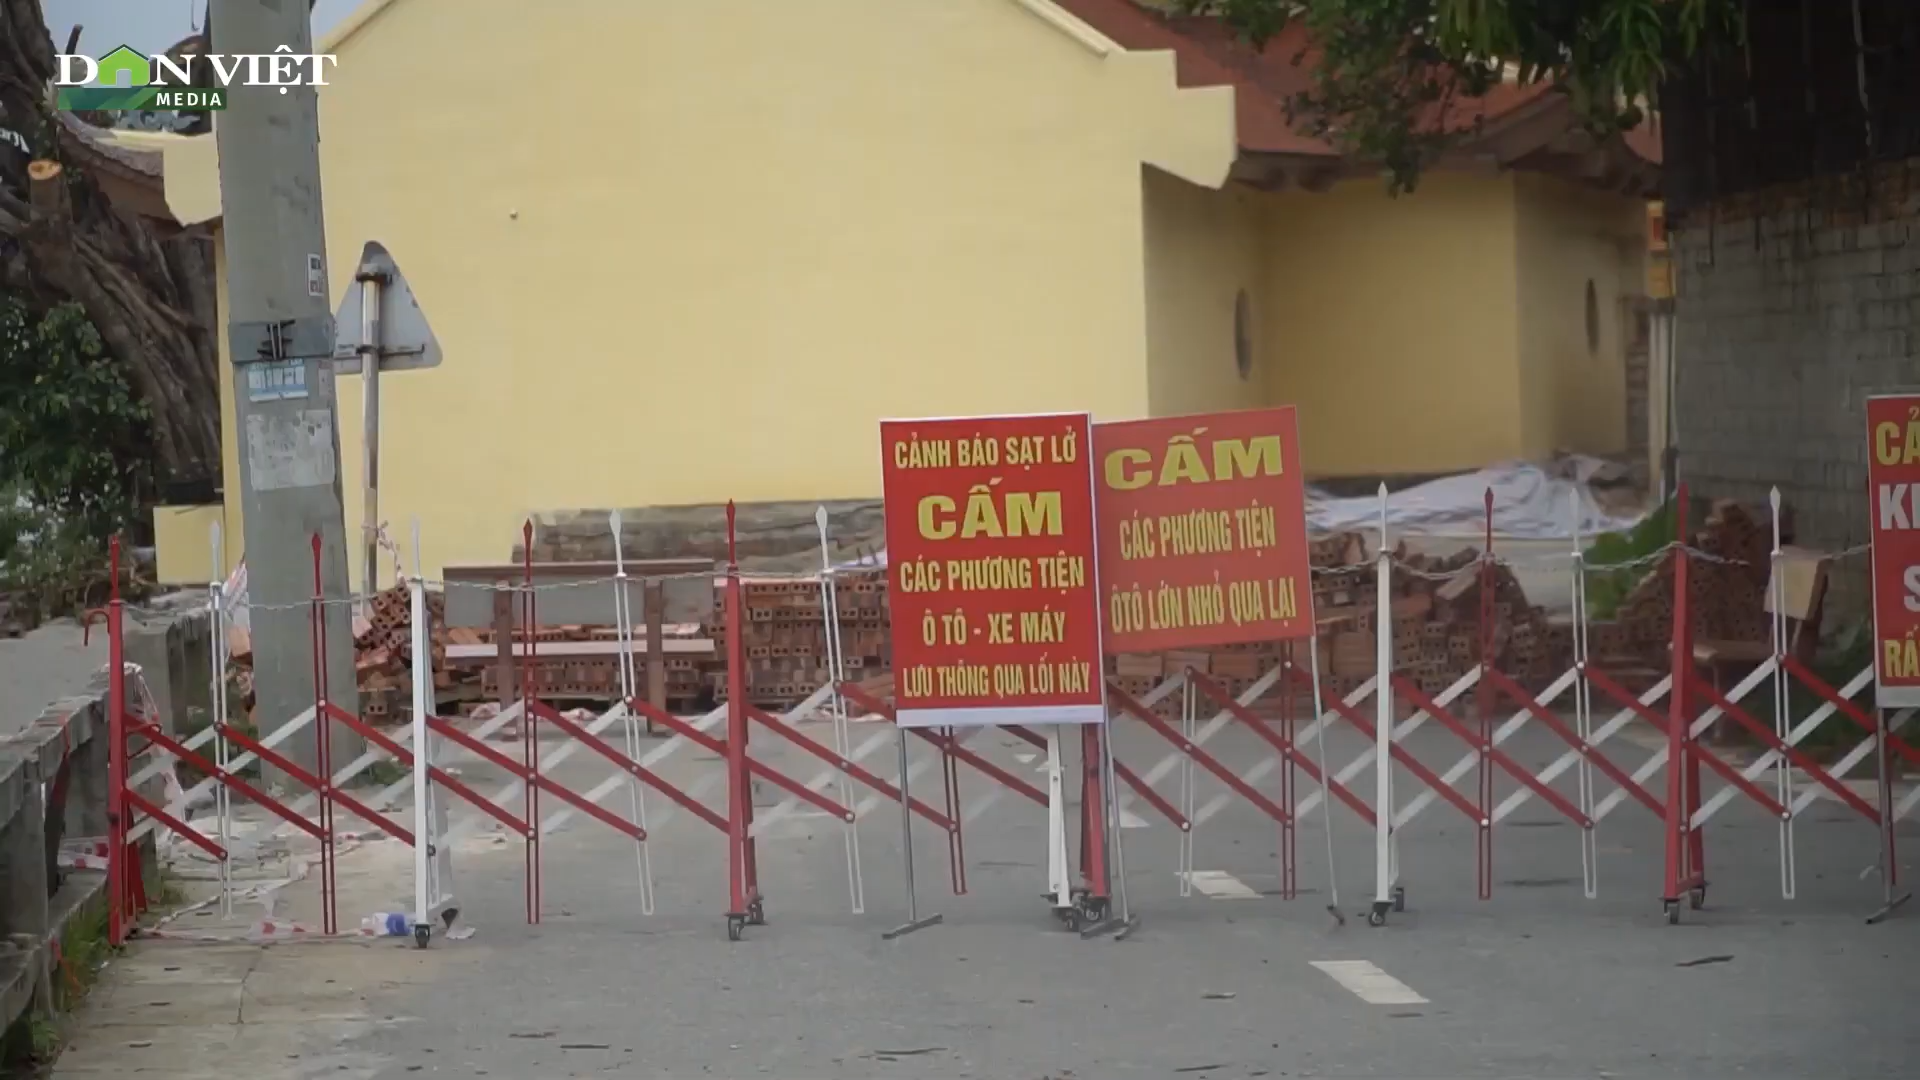 DÂN VIỆT
MEDIA
CẢNH BÁO SẠT LỞ
CẤM
CÁC PHƯƠNG TIỆN
Ô TÔ - XE MÁY
LƯU THÔNG QUA LỐI NÀY
CẤM
CÁC PHƯƠNG TIỆN
ÔTÔ LỚN NHỎ QUA LẠI